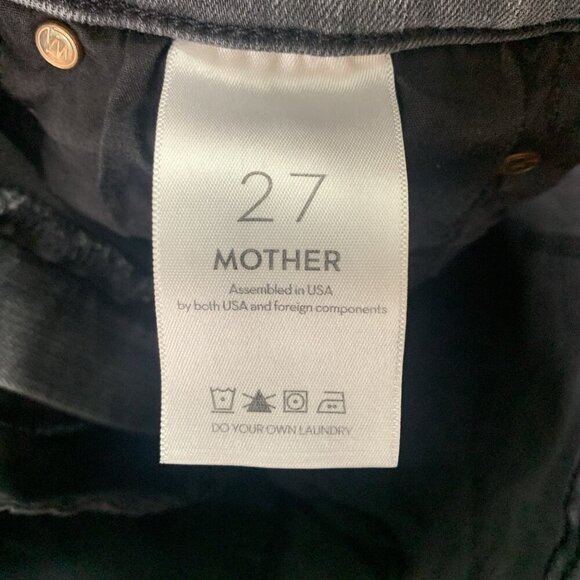 27
MOTHER
Assembled in USA
by both USA and foreign components
DO YOUR OWN LAUNDRY